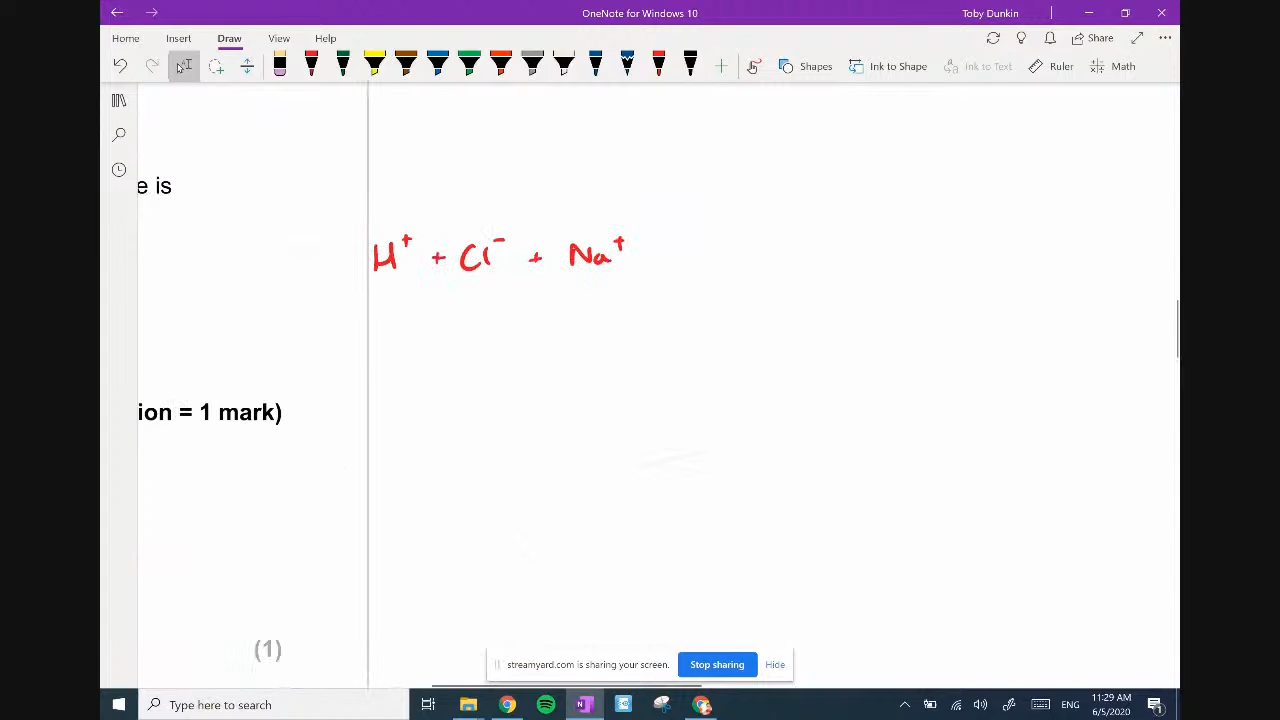 OneNote for Windows 10
Toby Dunkin
Home Insert Draw View Help
Share
Shapes Ink to Shape Ink to Text Ruler Math
e is
H⁺ + Cl⁻ + Na⁺
ion = 1 mark)
(1)
streamyard.com is sharing your screen. Stop sharing Hide
Type here to search
ENG
11:29 AM
6/5/2020
1